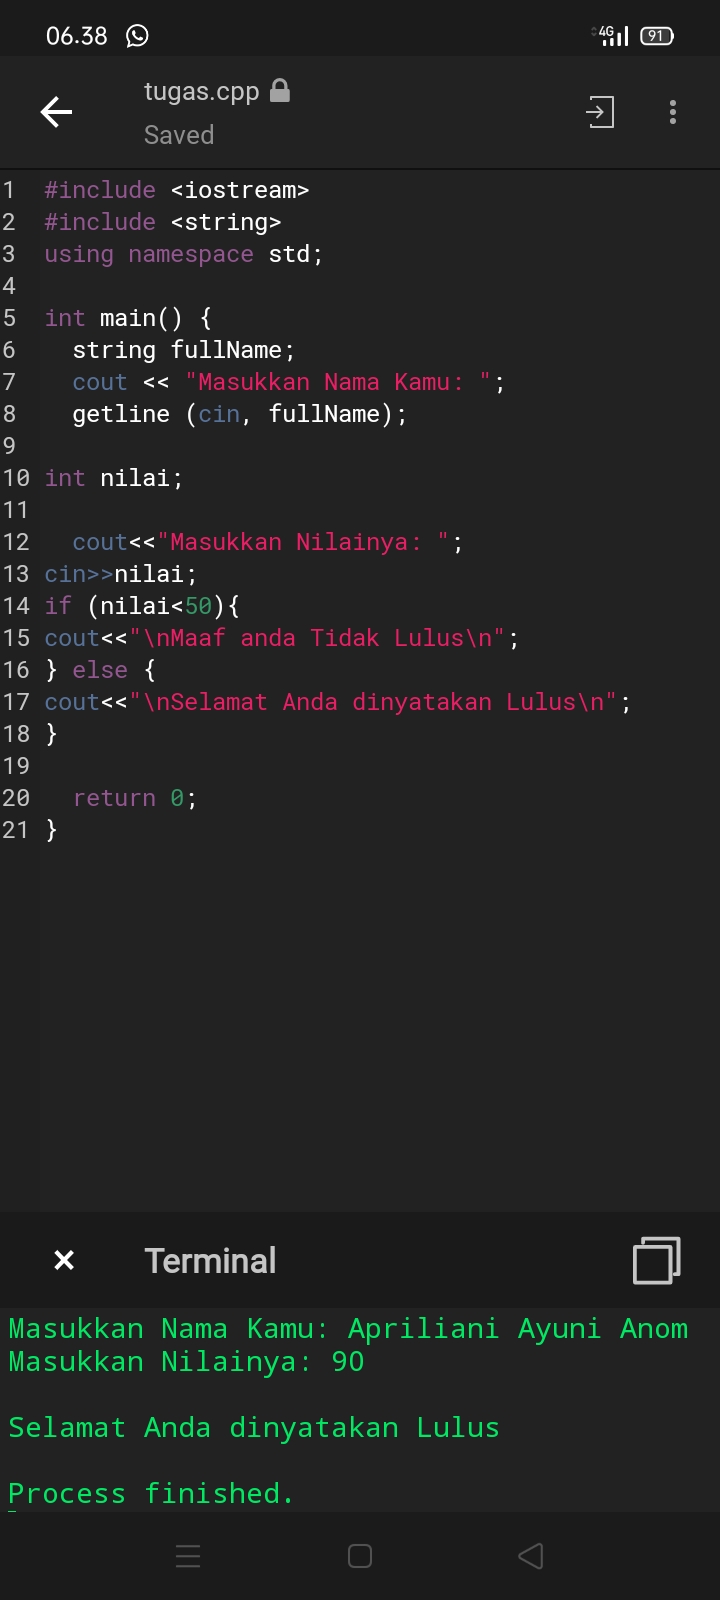 06.38 4G 91
tugas.cpp
Saved
1 #include <iostream>
2 #include <string>
3 using namespace std;
4
5 int main() {
6   string fullName;
7   cout << "Masukkan Nama Kamu: ";
8   getline (cin, fullName);
9
10 int nilai;
11
12   cout<<"Masukkan Nilainya: ";
13 cin>>nilai;
14 if (nilai<50){
15 cout<<"\nMaaf anda Tidak Lulus\n";
16 } else {
17 cout<<"\nSelamat Anda dinyatakan Lulus\n";
18 }
19
20   return 0;
21 }
Terminal
Masukkan Nama Kamu: Apriliani Ayuni Anom
Masukkan Nilainya: 90
Selamat Anda dinyatakan Lulus
Process finished.